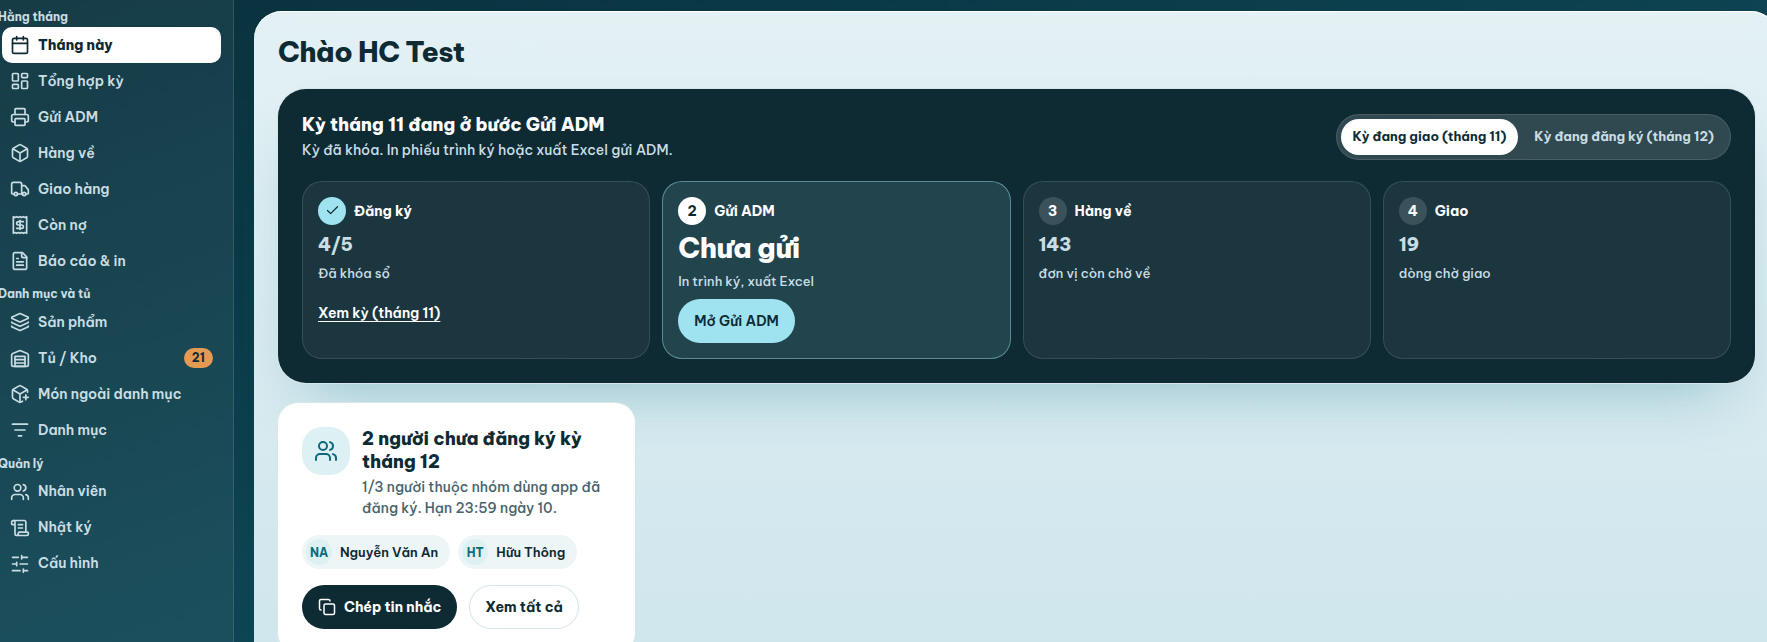 Hằng tháng
Tháng này
Tổng hợp kỳ
Gửi ADM
Hàng về
Giao hàng
Còn nợ
Báo cáo & in
Danh mục và tủ
Sản phẩm
Tủ / Kho
21
Món ngoài danh mục
Danh mục
Quản lý
Nhân viên
Nhật ký
Cấu hình
Chào HC Test
Kỳ tháng 11 đang ở bước Gửi ADM
Kỳ đã khóa. In phiếu trình ký hoặc xuất Excel gửi ADM.
Kỳ đang giao (tháng 11)
Kỳ đang đăng ký (tháng 12)
Đăng ký
4/5
Đã khóa sổ
Xem kỳ (tháng 11)
2 Gửi ADM
Chưa gửi
In trình ký, xuất Excel
Mở Gửi ADM
3 Hàng về
143
đơn vị còn chờ về
4 Giao
19
dòng chờ giao
2 người chưa đăng ký kỳ
tháng 12
1/3 người thuộc nhóm dùng app đã
đăng ký. Hạn 23:59 ngày 10.
NA Nguyễn Văn An
HT Hữu Thông
Chép tin nhắc
Xem tất cả